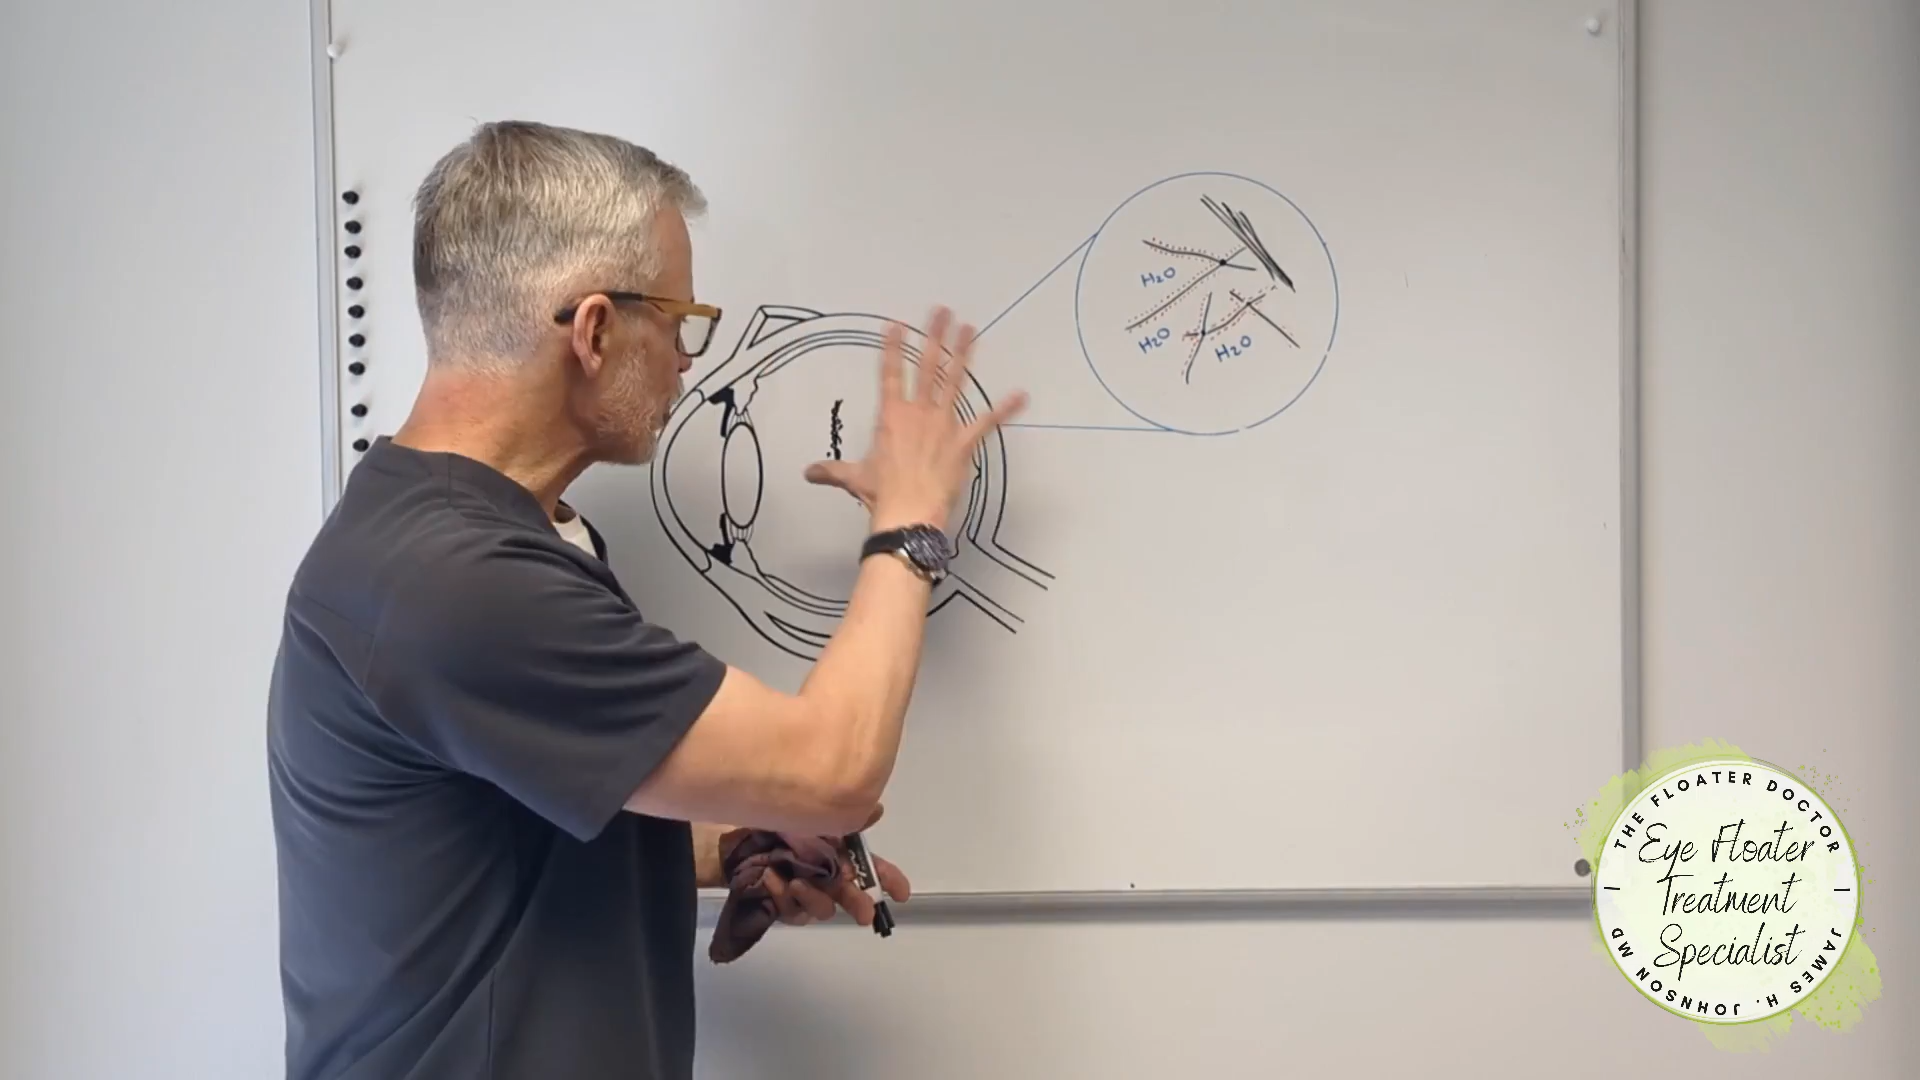 H₂O
H₂O
H₂O
THE FLOATER DOCTOR
Eye Floater
Treatment
Specialist
JAMES H. JOHNSON MD